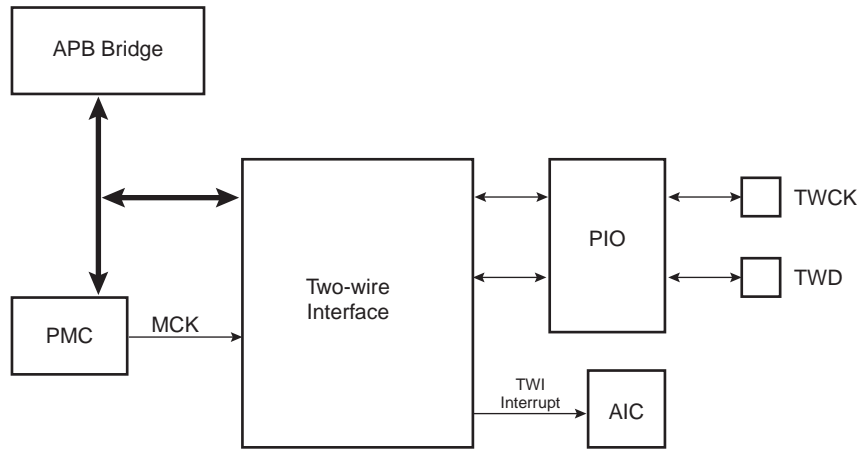 APB Bridge
TWCK
PIO
Two-wire
Interface
TWD
PMC
MCK
TWI
Interrupt
AIC